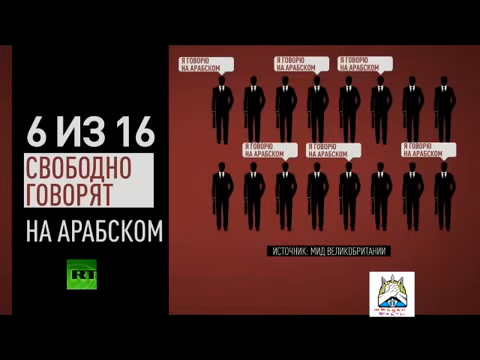 6 ИЗ 16
СВОБОДНО
ГОВОРЯТ
НА АРАБСКОМ
RT
Я ГОВОРЮ
НА АРАБСКОМ
Я ГОВОРЮ
НА АРАБСКОМ
Я ГОВОРЮ
НА АРАБСКОМ
Я ГОВОРЮ
НА АРАБСКОМ
Я ГОВОРЮ
НА АРАБСКОМ
Я ГОВОРЮ
НА АРАБСКОМ
ИСТОЧНИК: МИД ВЕЛИКОБРИТАНИИ